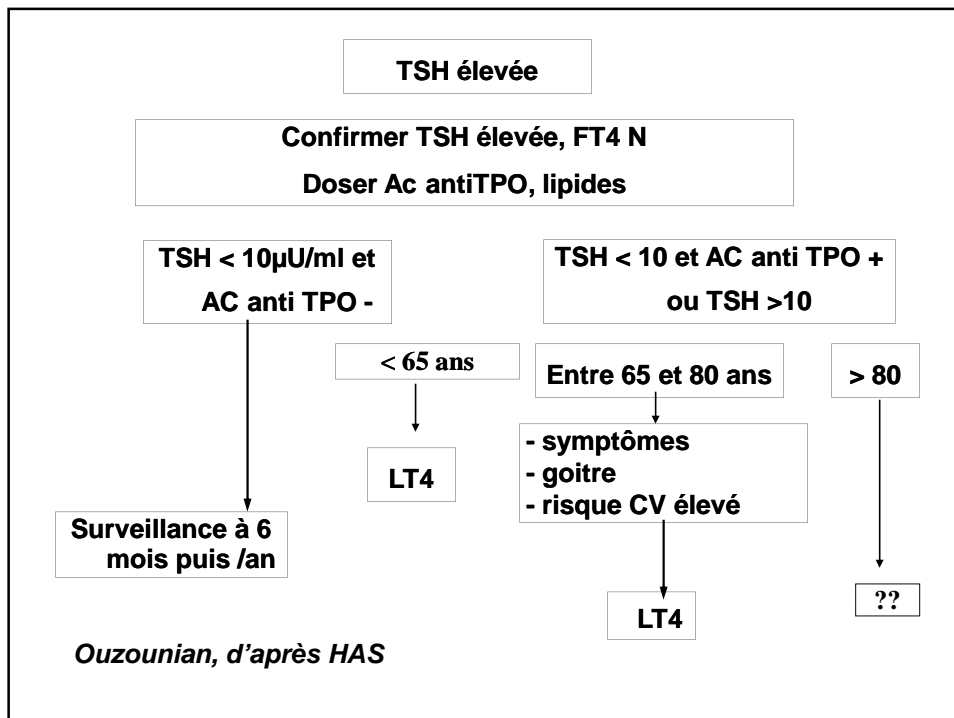 TSH élevée
Confirmer TSH élevée, FT4 N
Doser Ac antiTPO, lipides
TSH < 10µU/ml et
AC anti TPO -
TSH < 10 et AC anti TPO +
ou TSH >10
< 65 ans
Entre 65 et 80 ans
> 80
- symptômes
- goitre
- risque CV élevé
LT4
Surveillance à 6
mois puis /an
LT4
??
Ouzounian, d'après HAS